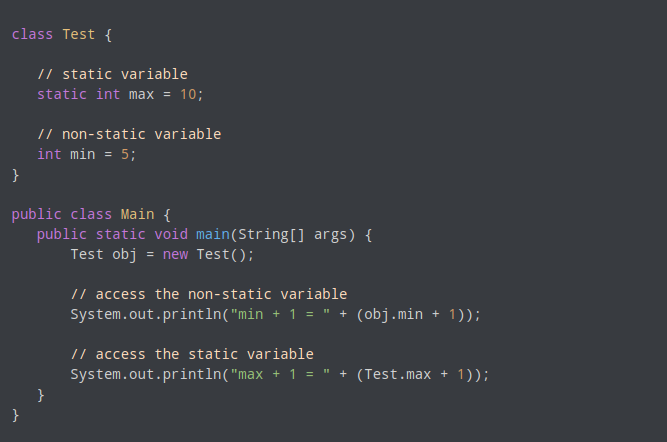 class Test {
// static variable
static int max = 10;
// non-static variable
int min = 5;
}
public class Main {
public static void main(String[] args) {
Test obj = new Test();
// access the non-static variable
System.out.println("min + 1 = " + (obj.min + 1));
// access the static variable
System.out.println("max + 1 = " + (Test.max + 1));
}
}